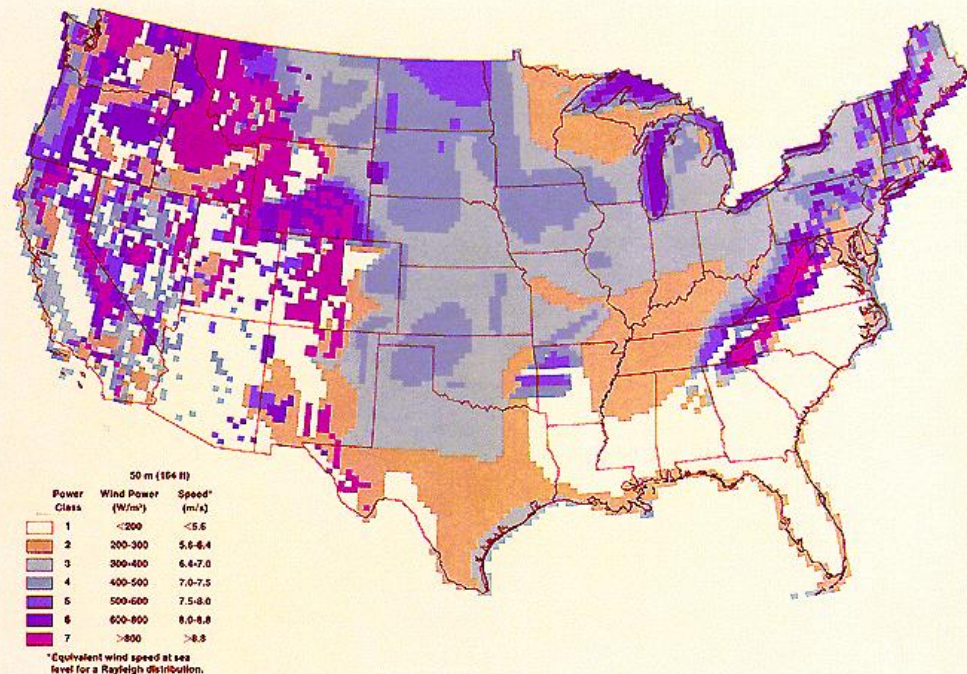 50 m (164 ft)
Power Wind Power Speed*
Class (W/m²) (m/s)
1 <200 <5.6
2 200-300 5.6-6.4
3 300-400 6.4-7.0
4 400-500 7.0-7.5
5 500-600 7.5-8.0
6 600-800 8.0-8.8
7 >800 >8.8
*Equivalent wind speed at sea
level for a Rayleigh distribution.